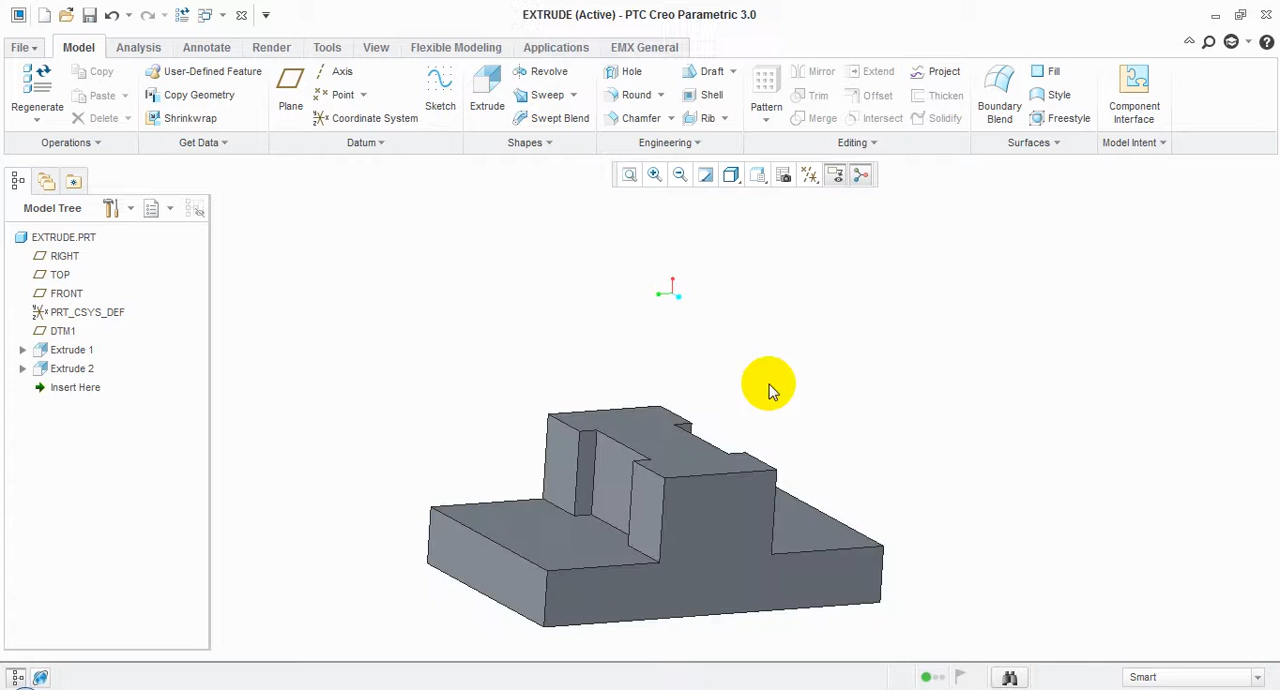 EXTRUDE (Active) - PTC Creo Parametric 3.0
File Model Analysis Annotate Render Tools View Flexible Modeling Applications EMX General
Regenerate
Copy
Paste
Delete
Operations
User-Defined Feature
Copy Geometry
Shrinkwrap
Get Data
Plane
Axis
Point
Coordinate System
Sketch
Datum
Extrude
Revolve
Sweep
Swept Blend
Shapes
Hole
Round
Chamfer
Draft
Shell
Rib
Engineering
Pattern
Mirror
Trim
Merge
Extend
Offset
Intersect
Project
Thicken
Solidify
Editing
Boundary
Blend
Fill
Style
Freestyle
Surfaces
Component
Interface
Model Intent
Model Tree
EXTRUDE.PRT
RIGHT
TOP
FRONT
PRT_CSYS_DEF
DTM1
Extrude 1
Extrude 2
Insert Here
Smart